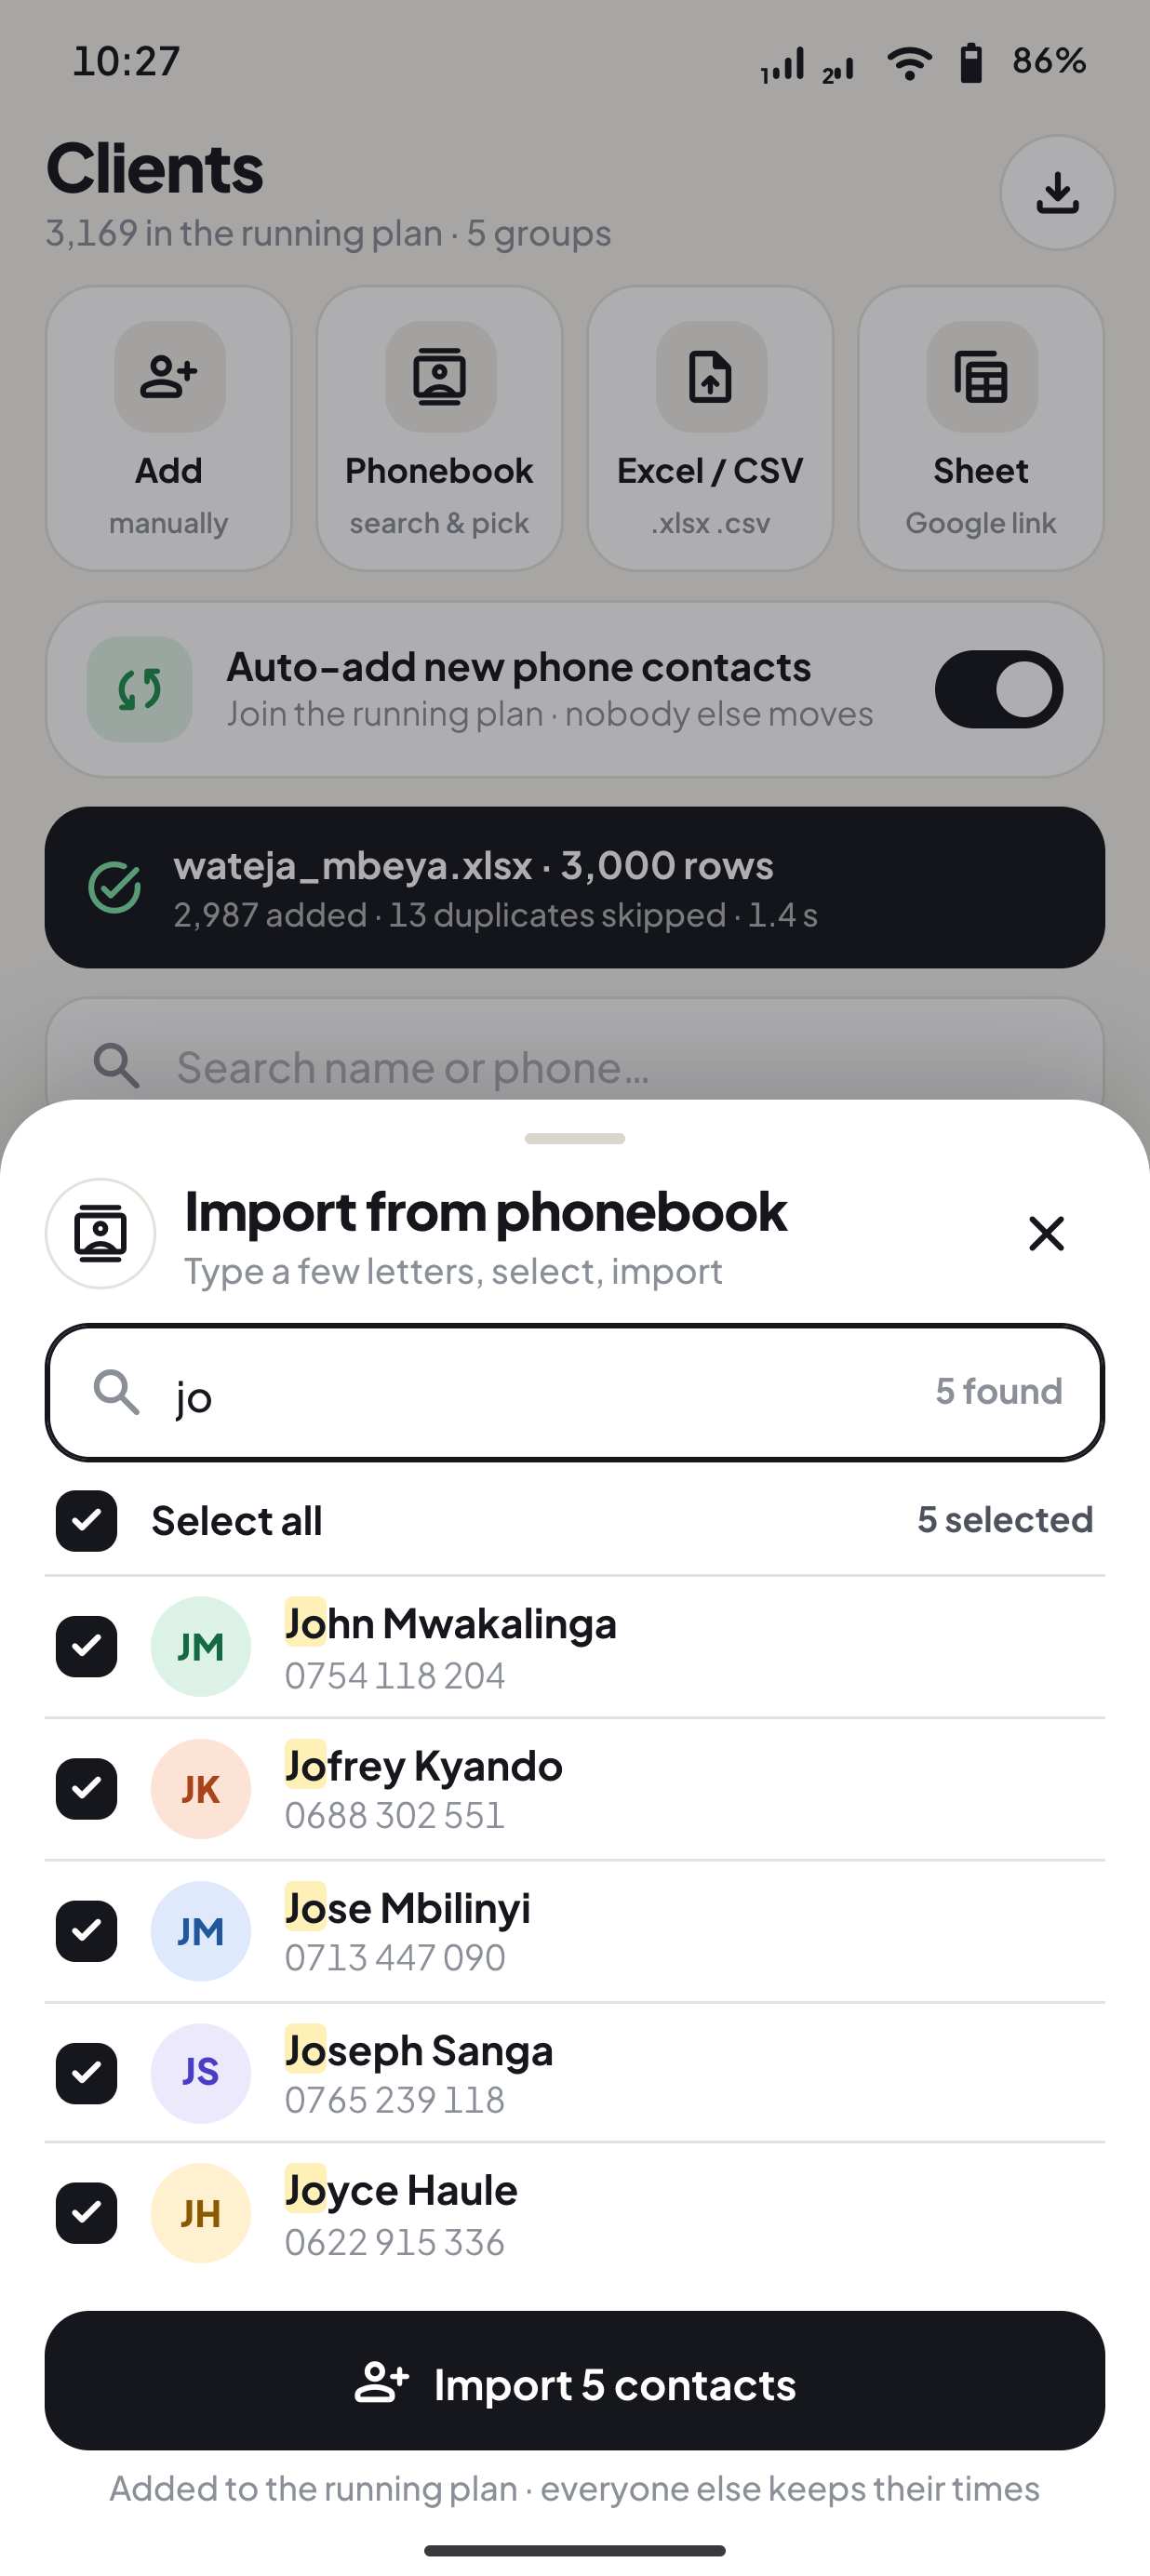 10:27
1 2 86%
Clients
3,169 in the running plan · 5 groups
Add
manually
Phonebook
search & pick
Excel / CSV
.xlsx .csv
Sheet
Google link
Auto-add new phone contacts
Join the running plan · nobody else moves
wateja_mbeya.xlsx · 3,000 rows
2,987 added · 13 duplicates skipped · 1.4 s
Search name or phone…
Import from phonebook
Type a few letters, select, import
jo
5 found
Select all
5 selected
JM
John Mwakalinga
0754 118 204
JK
Jofrey Kyando
0688 302 551
JM
Jose Mbilinyi
0713 447 090
JS
Joseph Sanga
0765 239 118
JH
Joyce Haule
0622 915 336
Import 5 contacts
Added to the running plan · everyone else keeps their times